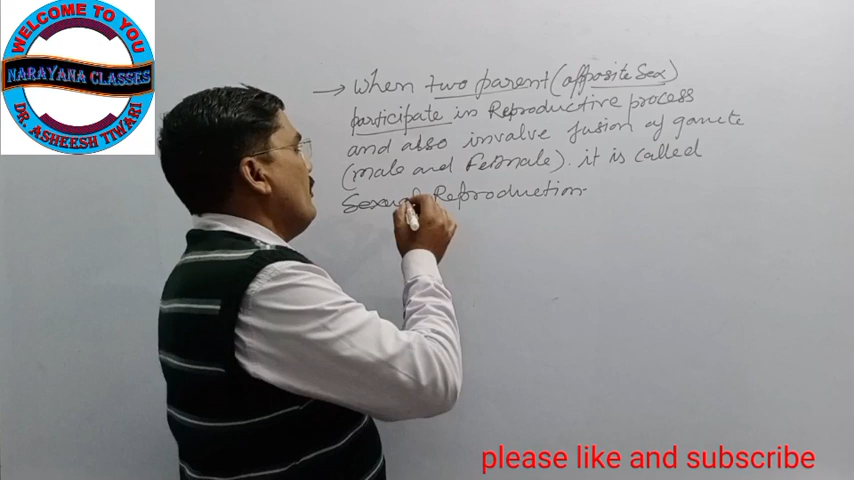 WELCOME TO YOU
NARAYANA CLASSES
DR. ASHEESH TIWARI
→ When two parent (opposite Sex)
participate in Reproductive process
and also involve fusion of gamete
(male and Female). it is called
Sexual Reproduction
please like and subscribe